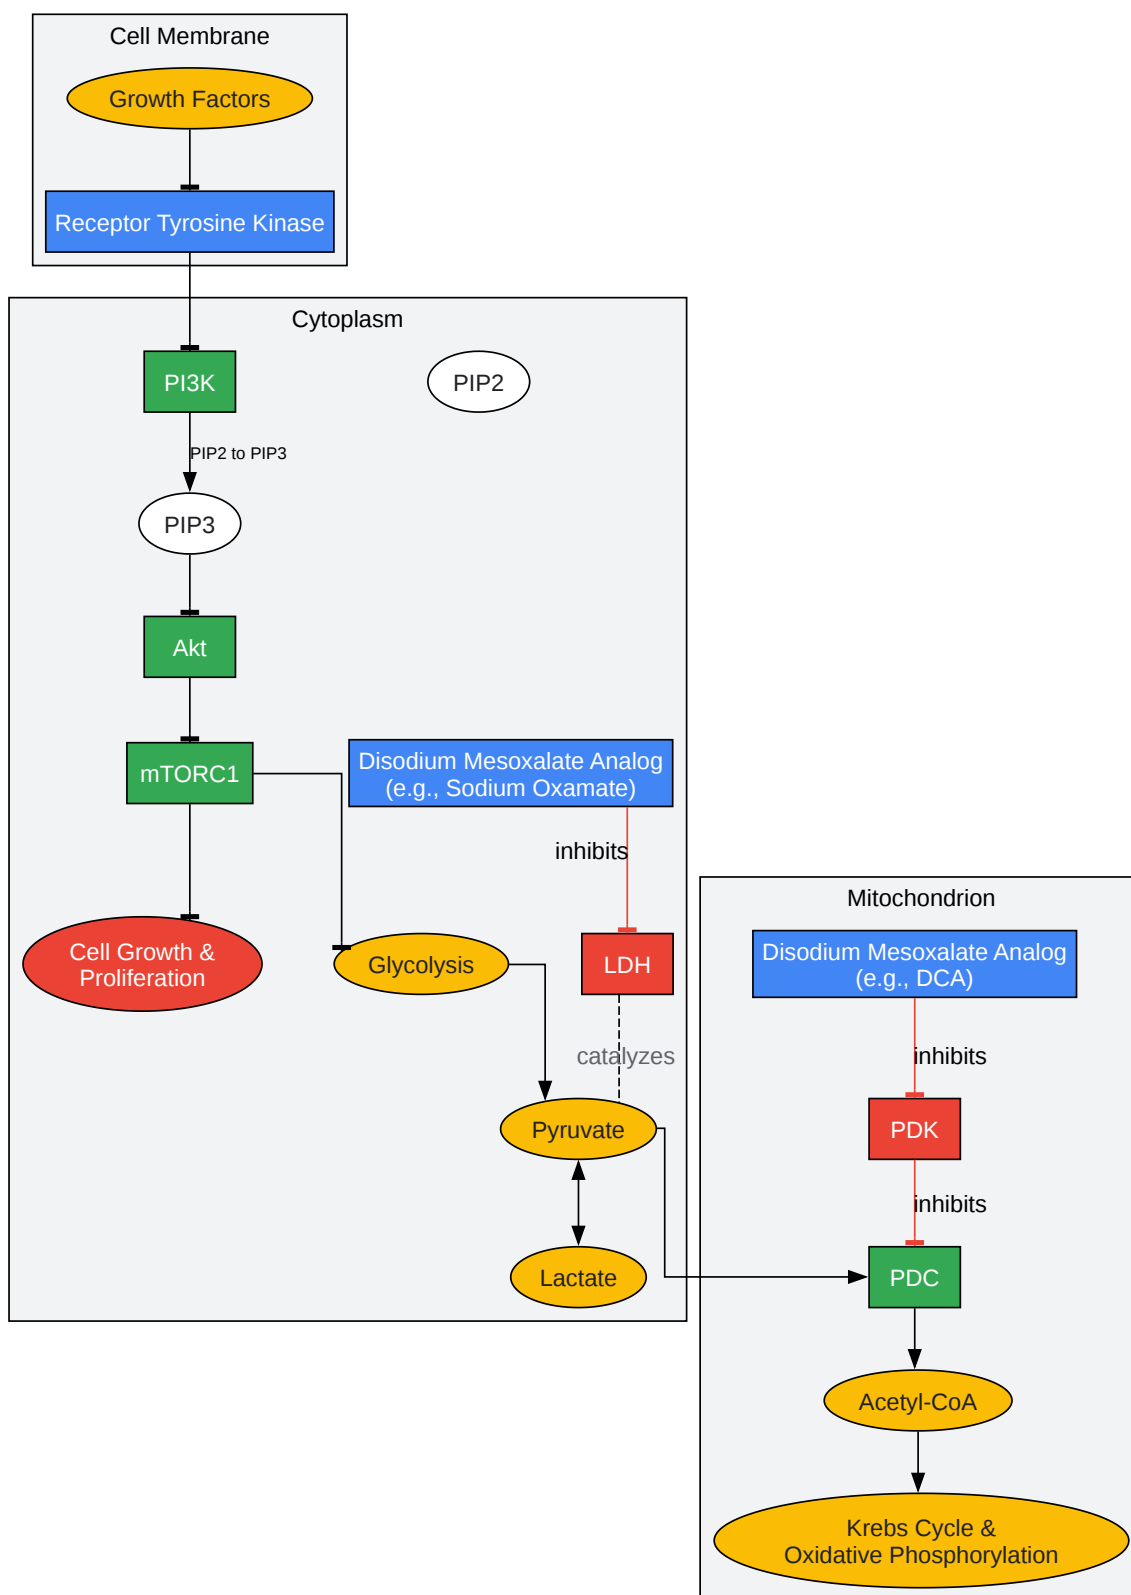 Cell Membrane
Growth Factors
Receptor Tyrosine Kinase
Cytoplasm
PI3K
PIP2
PIP2 to PIP3
PIP3
Akt
mTORC1
Disodium Mesoxalate Analog
(e.g., Sodium Oxamate)
inhibits
Cell Growth &
Proliferation
Glycolysis
LDH
catalyzes
Pyruvate
Lactate
Mitochondrion
Disodium Mesoxalate Analog
(e.g., DCA)
inhibits
PDK
inhibits
PDC
Acetyl-CoA
Krebs Cycle &
Oxidative Phosphorylation